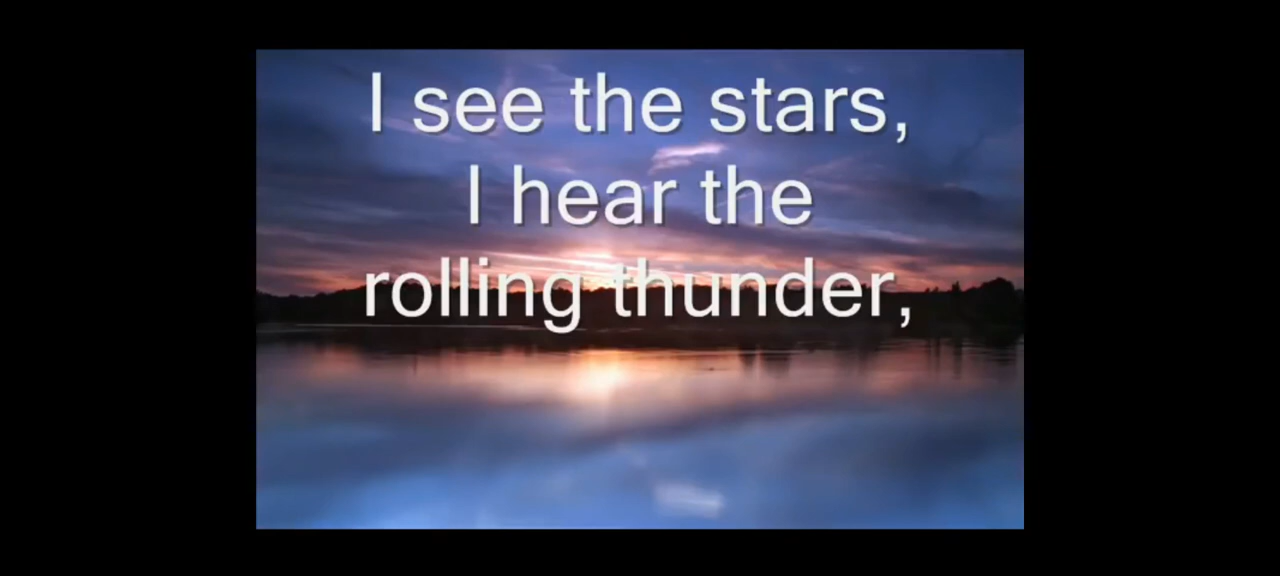 I see the stars,
I hear the
rolling thunder,